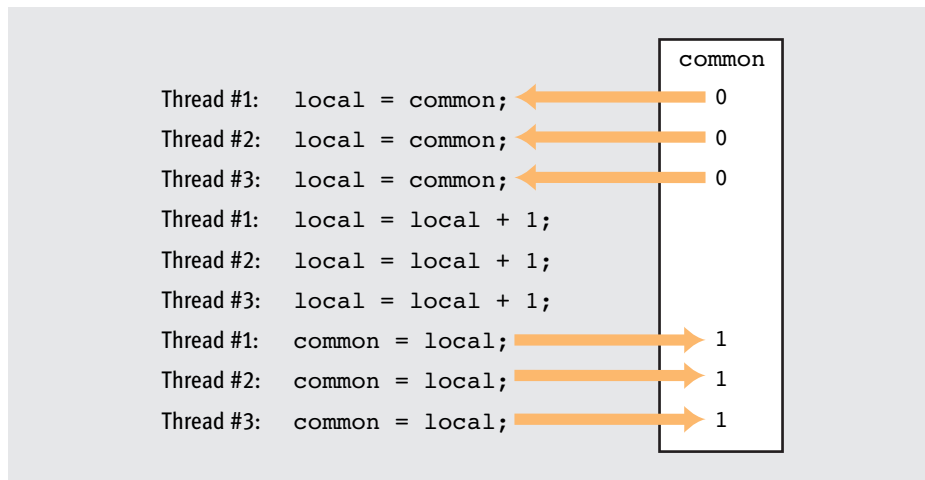 common
Thread #1: local = common; 0
Thread #2: local = common; 0
Thread #3: local = common; 0
Thread #1: local = local + 1;
Thread #2: local = local + 1;
Thread #3: local = local + 1;
Thread #1: common = local; 1
Thread #2: common = local; 1
Thread #3: common = local; 1